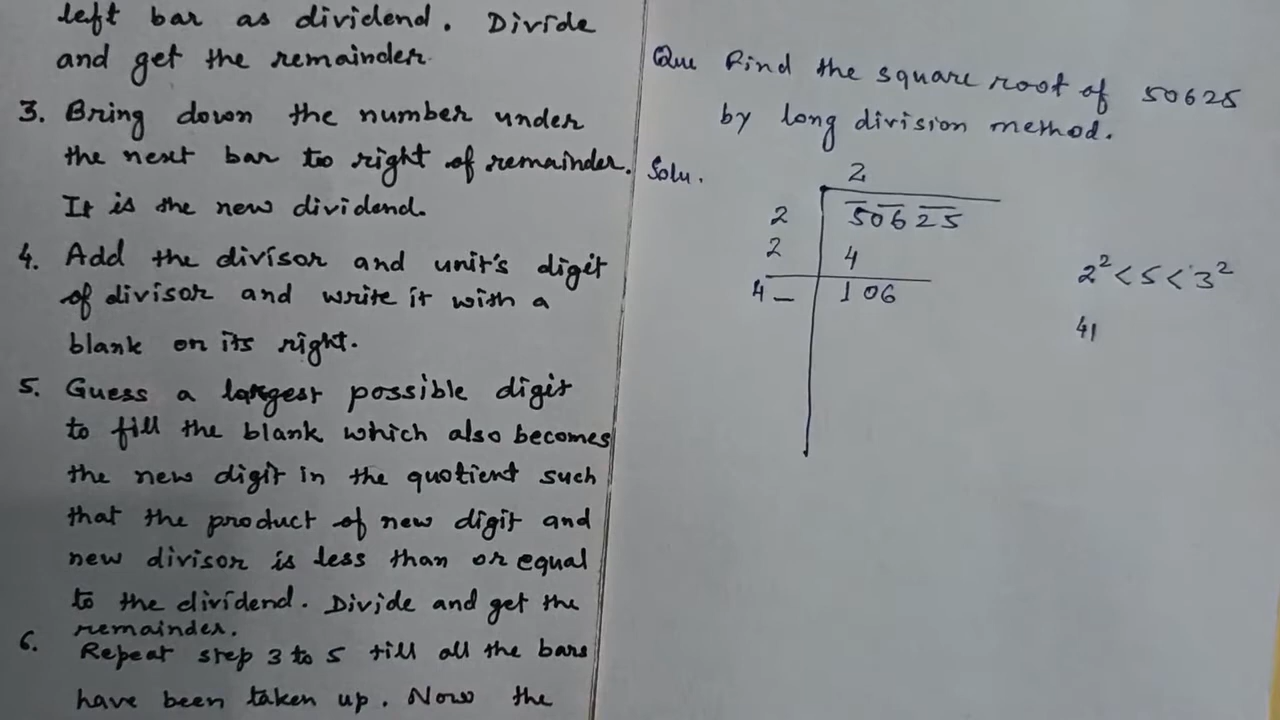 left bar as dividend. Divide
and get the remainder.
3. Bring down the number under
the next bar to right of remainder.
It is the new dividend.
4. Add the divisor and unit's digit
of divisor and write it with a
blank on its right.
5. Guess a largest possible digit
to fill the blank which also becomes
the new digit in the quotient such
that the product of new digit and
new divisor is less than or equal
to the dividend. Divide and get the
remainder.
6. Repeat step 3 to 5 till all the bars
have been taken up. Now the
Que Find the square root of 50625
by long division method.
Solu.
2
2 50625
2 4
4_ 106
2² < 5 < 3²
41